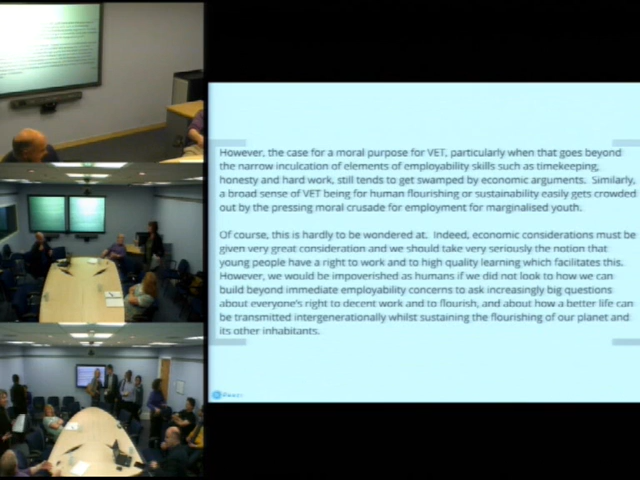 However, the case for a moral purpose for VET, particularly when that goes beyond
the narrow inculcation of elements of employability skills such as timekeeping,
honesty and hard work, still tends to get swamped by economic arguments. Similarly,
a broad sense of VET being for human flourishing or sustainability easily gets crowded
out by the pressing moral crusade for employment for marginalised youth.
Of course, this is hardly to be wondered at. Indeed, economic considerations must be
given very great consideration and we should take very seriously the notion that
young people have a right to work and to high quality learning which facilitates this.
However, we would be impoverished as humans if we did not look to how we can
build beyond immediate employability concerns to ask increasingly big questions
about everyone's right to decent work and to flourish, and about how a better life can
be transmitted intergenerationally whilst sustaining the flourishing of our planet and
its other inhabitants.